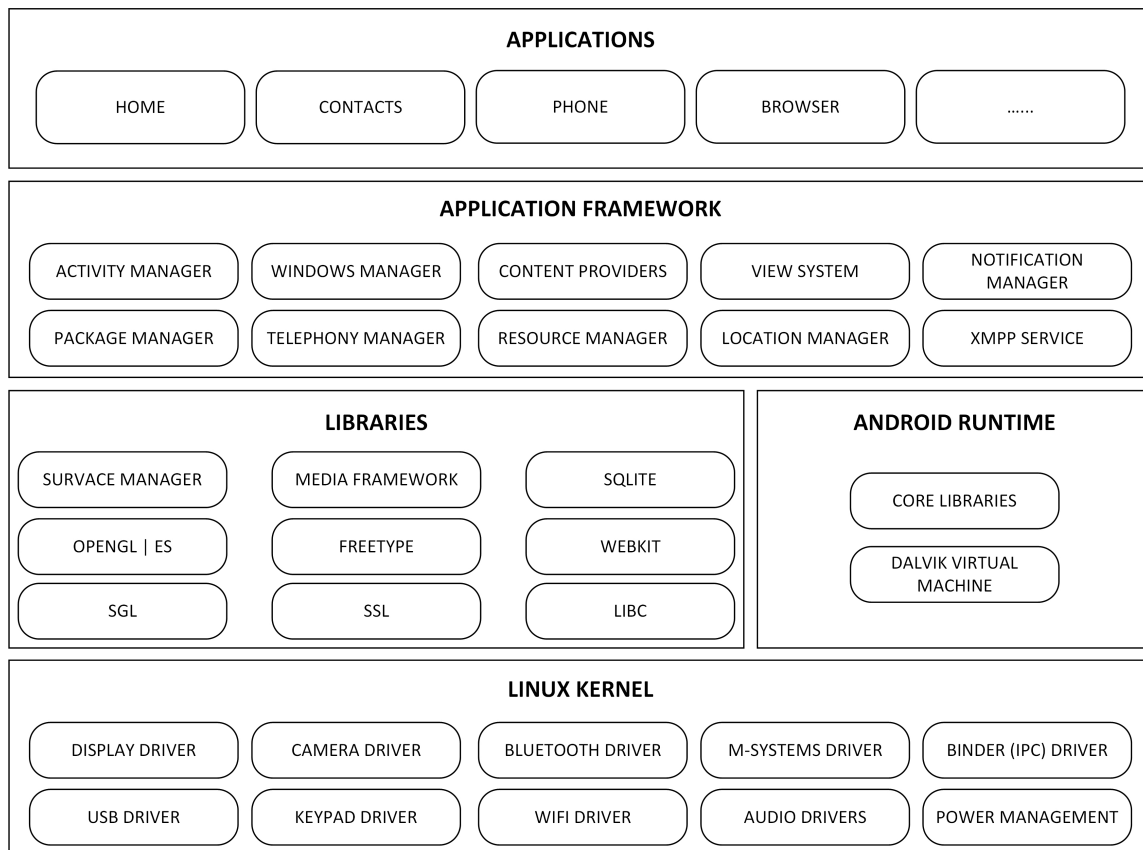 APPLICATIONS
HOME
CONTACTS
PHONE
BROWSER
…...
APPLICATION FRAMEWORK
ACTIVITY MANAGER
WINDOWS MANAGER
CONTENT PROVIDERS
VIEW SYSTEM
NOTIFICATION
MANAGER
PACKAGE MANAGER
TELEPHONY MANAGER
RESOURCE MANAGER
LOCATION MANAGER
XMPP SERVICE
LIBRARIES
SURVACE MANAGER
MEDIA FRAMEWORK
SQLITE
OPENGL | ES
FREETYPE
WEBKIT
SGL
SSL
LIBC
ANDROID RUNTIME
CORE LIBRARIES
DALVIK VIRTUAL
MACHINE
LINUX KERNEL
DISPLAY DRIVER
CAMERA DRIVER
BLUETOOTH DRIVER
M-SYSTEMS DRIVER
BINDER (IPC) DRIVER
USB DRIVER
KEYPAD DRIVER
WIFI DRIVER
AUDIO DRIVERS
POWER MANAGEMENT